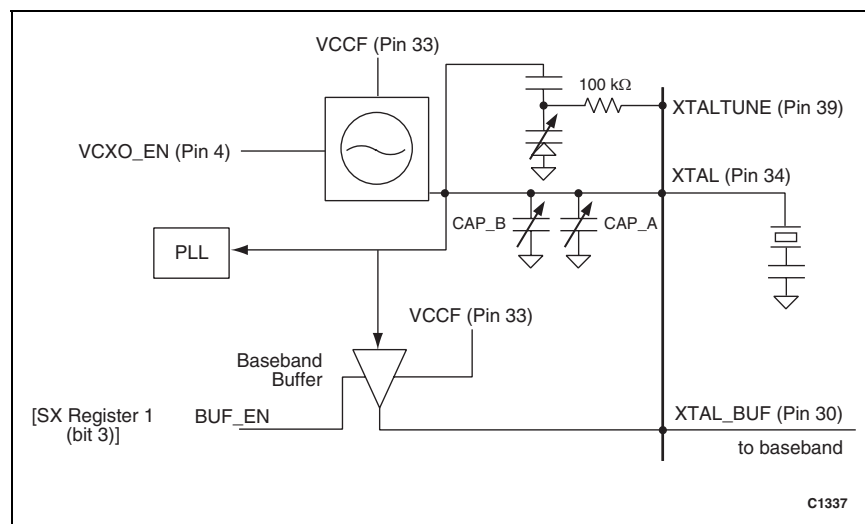 VCCF (Pin 33)
100 kΩ
XTALTUNE (Pin 39)
VCXO_EN (Pin 4)
XTAL (Pin 34)
CAP_B
CAP_A
PLL
VCCF (Pin 33)
Baseband
Buffer
[SX Register 1
(bit 3)]
BUF_EN
XTAL_BUF (Pin 30)
to baseband
C1337